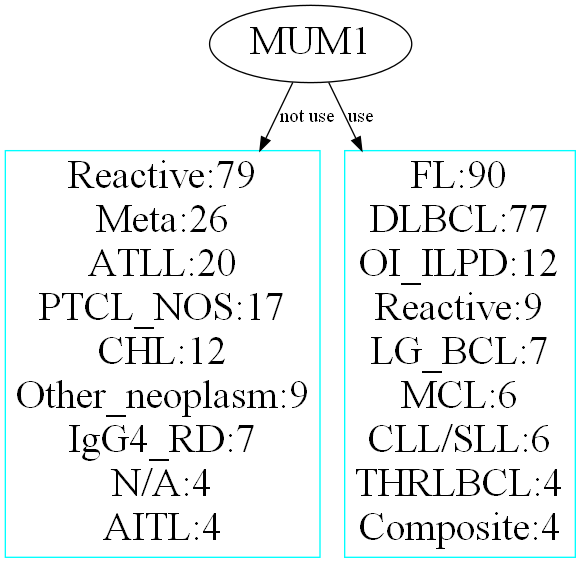 MUM1
not use
use
Reactive:79
Meta:26
ATLL:20
PTCL_NOS:17
CHL:12
Other_neoplasm:9
IgG4_RD:7
N/A:4
AITL:4
FL:90
DLBCL:77
OI_ILPD:12
Reactive:9
LG_BCL:7
MCL:6
CLL/SLL:6
THRLBCL:4
Composite:4